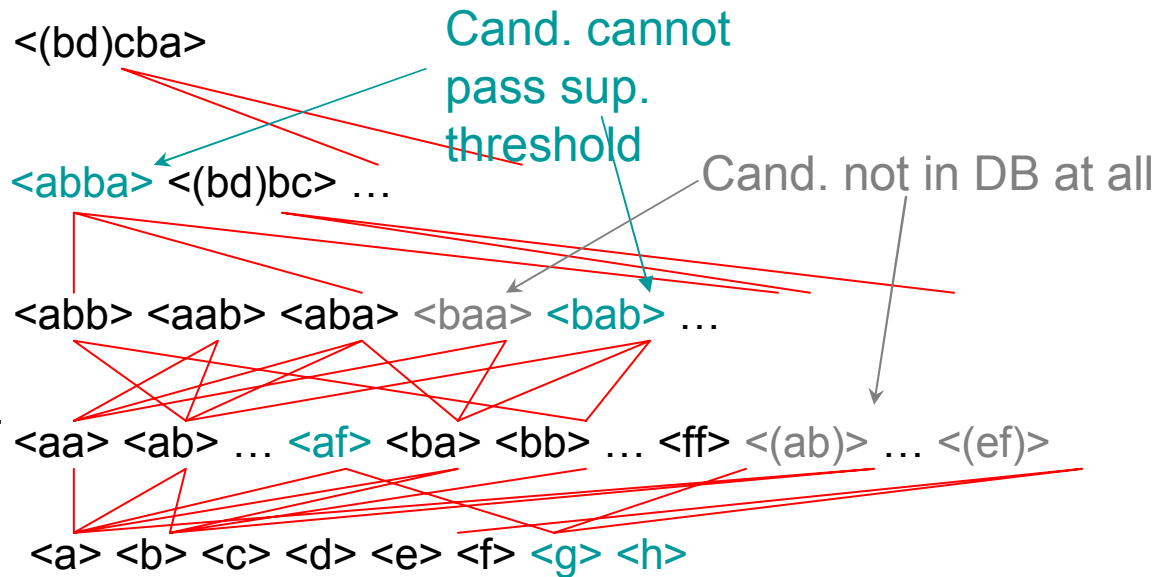 <(bd)cba>
Cand. cannot
pass sup.
threshold
<abba> <(bd)bc> …
Cand. not in DB at all
<abb> <aab> <aba> <baa> <bab> …
<aa> <ab> … <af> <ba> <bb> … <ff> <(ab)> … <(ef)>
<a> <b> <c> <d> <e> <f> <g> <h>